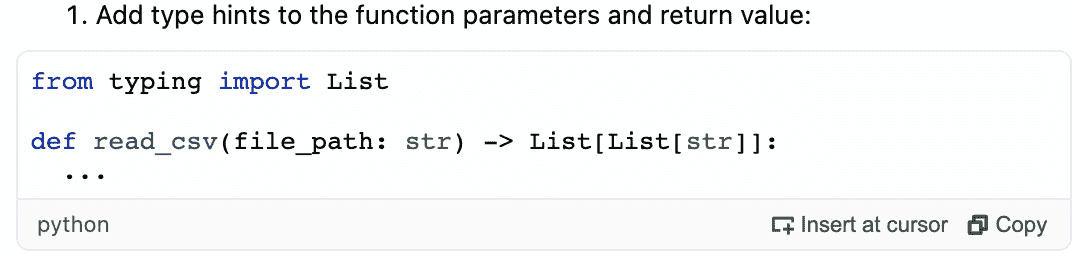 1. Add type hints to the function parameters and return value:
from typing import List
def read_csv(file_path: str) -> List[List[str]]:
...
python Insert at cursor Copy